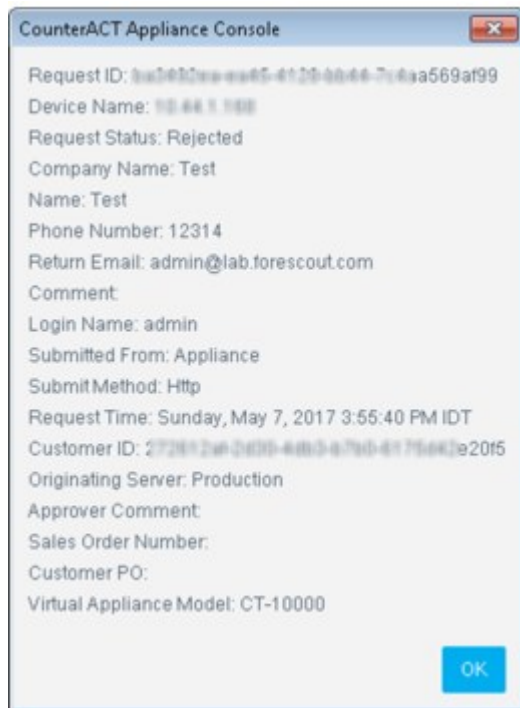 CounterACT Appliance Console
Request ID: aa569af99
Device Name:
Request Status: Rejected
Company Name: Test
Name: Test
Phone Number: 12314
Return Email: admin@lab.forescout.com
Comment:
Login Name: admin
Submitted From: Appliance
Submit Method: Http
Request Time: Sunday, May 7, 2017 3:55:40 PM IDT
Customer ID: 2 e20f5
Originating Server: Production
Approver Comment:
Sales Order Number:
Customer PO:
Virtual Appliance Model: CT-10000
OK